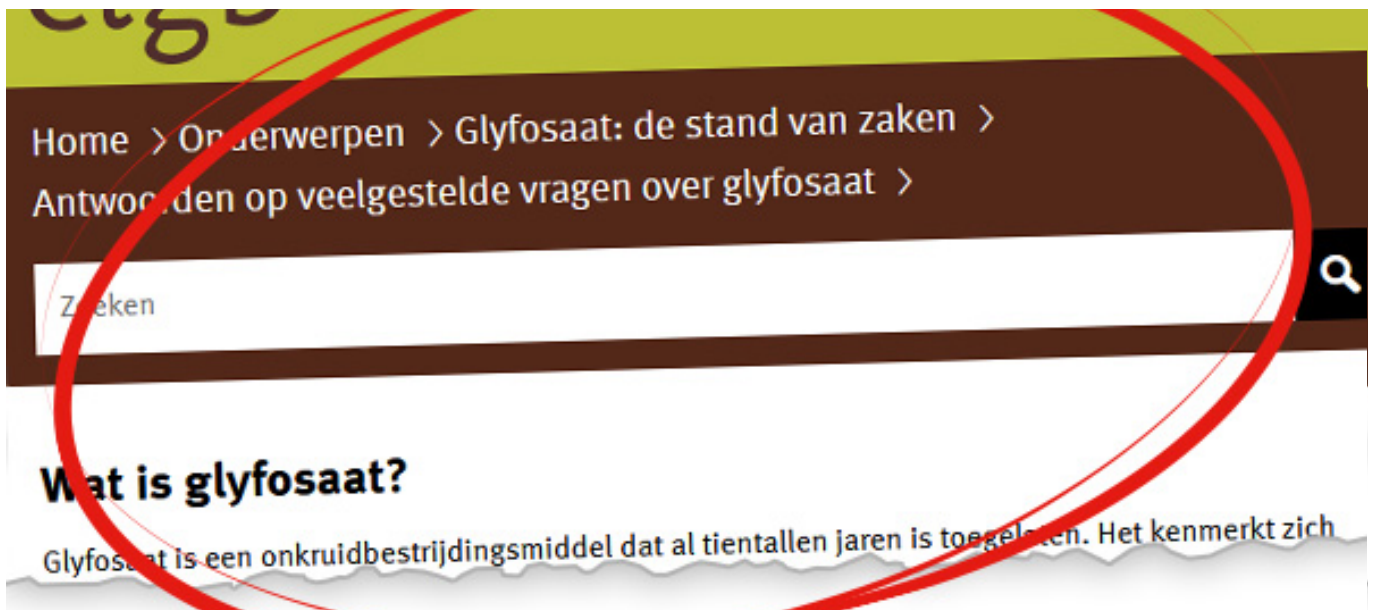 ctgb
Home > Onderwerpen > Glyfosaat: de stand van zaken >
Antwoorden op veelgestelde vragen over glyfosaat >
Zoeken
Wat is glyfosaat?
Glyfosaat is een onkruidbestrijdingsmiddel dat al tientallen jaren is toegelaten. Het kenmerkt zich